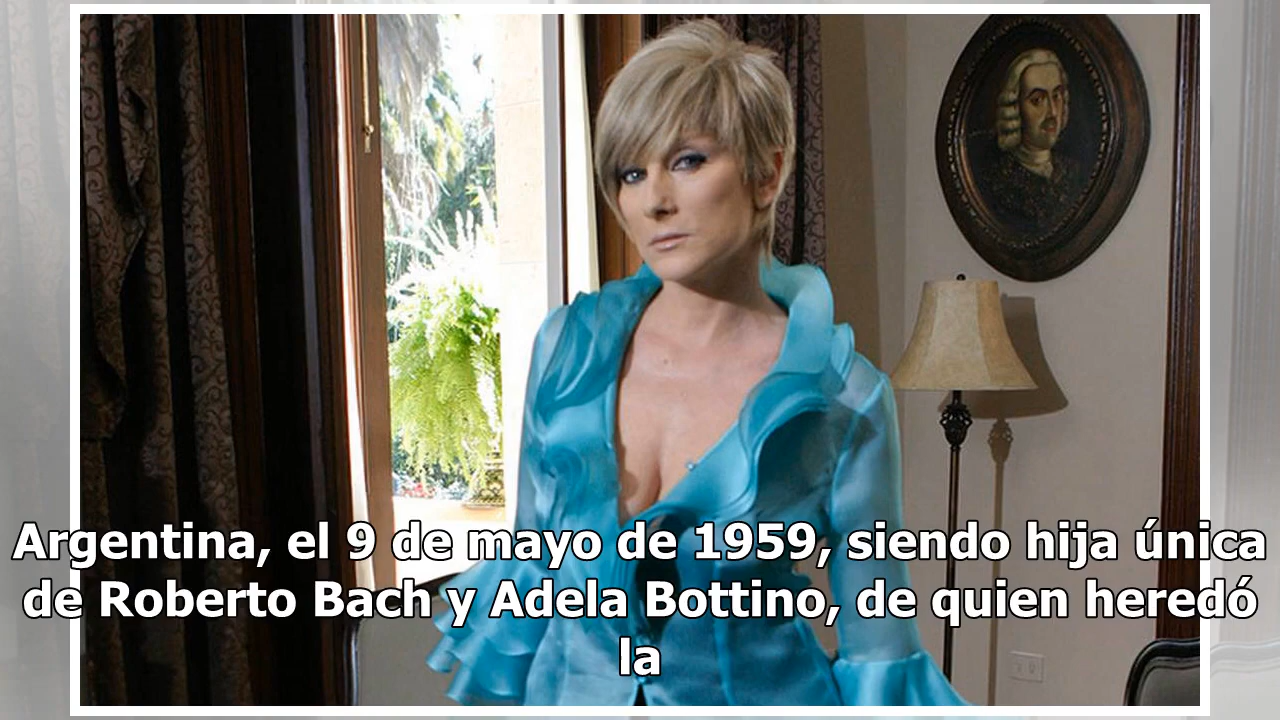 Argentina, el 9 de mayo de 1959, siendo hija única
de Roberto Bach y Adela Bottino, de quien heredó
la